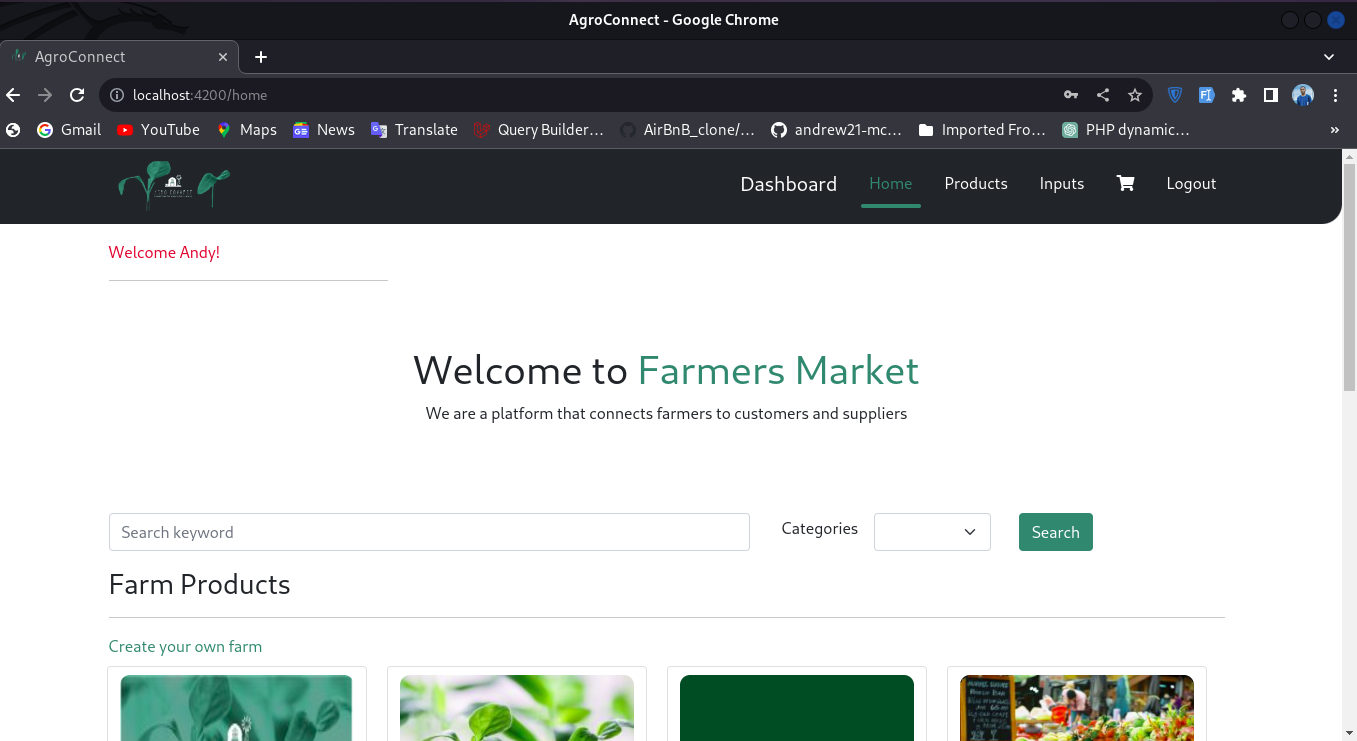 AgroConnect - Google Chrome
AgroConnect
localhost:4200/home
Gmail YouTube Maps News Translate Query Builder... AirBnB_clone/... andrew21-mc... Imported Fro... PHP dynamic... »
Dashboard Home Products Inputs Logout
Welcome Andy!
Welcome to Farmers Market
We are a platform that connects farmers to customers and suppliers
Search keyword Categories Search
Farm Products
Create your own farm